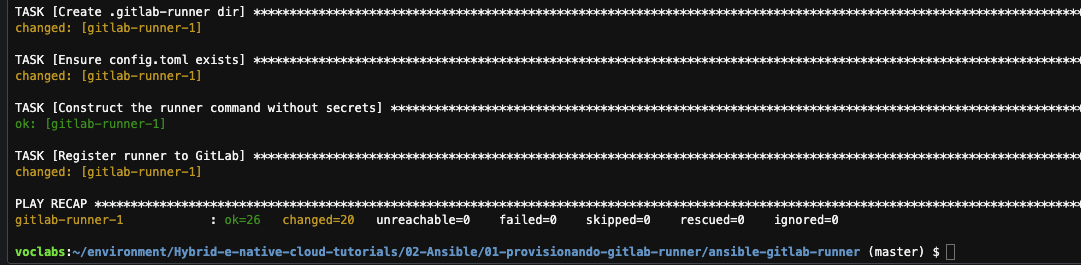 TASK [Create .gitlab-runner dir] ******************************************************************************************************************
changed: [gitlab-runner-1]
TASK [Ensure config.toml exists] ******************************************************************************************************************
changed: [gitlab-runner-1]
TASK [Construct the runner command without secrets] ***********************************************************************************************
ok: [gitlab-runner-1]
TASK [Register runner to GitLab] ******************************************************************************************************************
changed: [gitlab-runner-1]
PLAY RECAP ****************************************************************************************************************************************
gitlab-runner-1 : ok=26 changed=20 unreachable=0 failed=0 skipped=0 rescued=0 ignored=0
voclabs:~/environment/Hybrid-e-native-cloud-tutorials/02-Ansible/01-provisionando-gitlab-runner/ansible-gitlab-runner (master) $